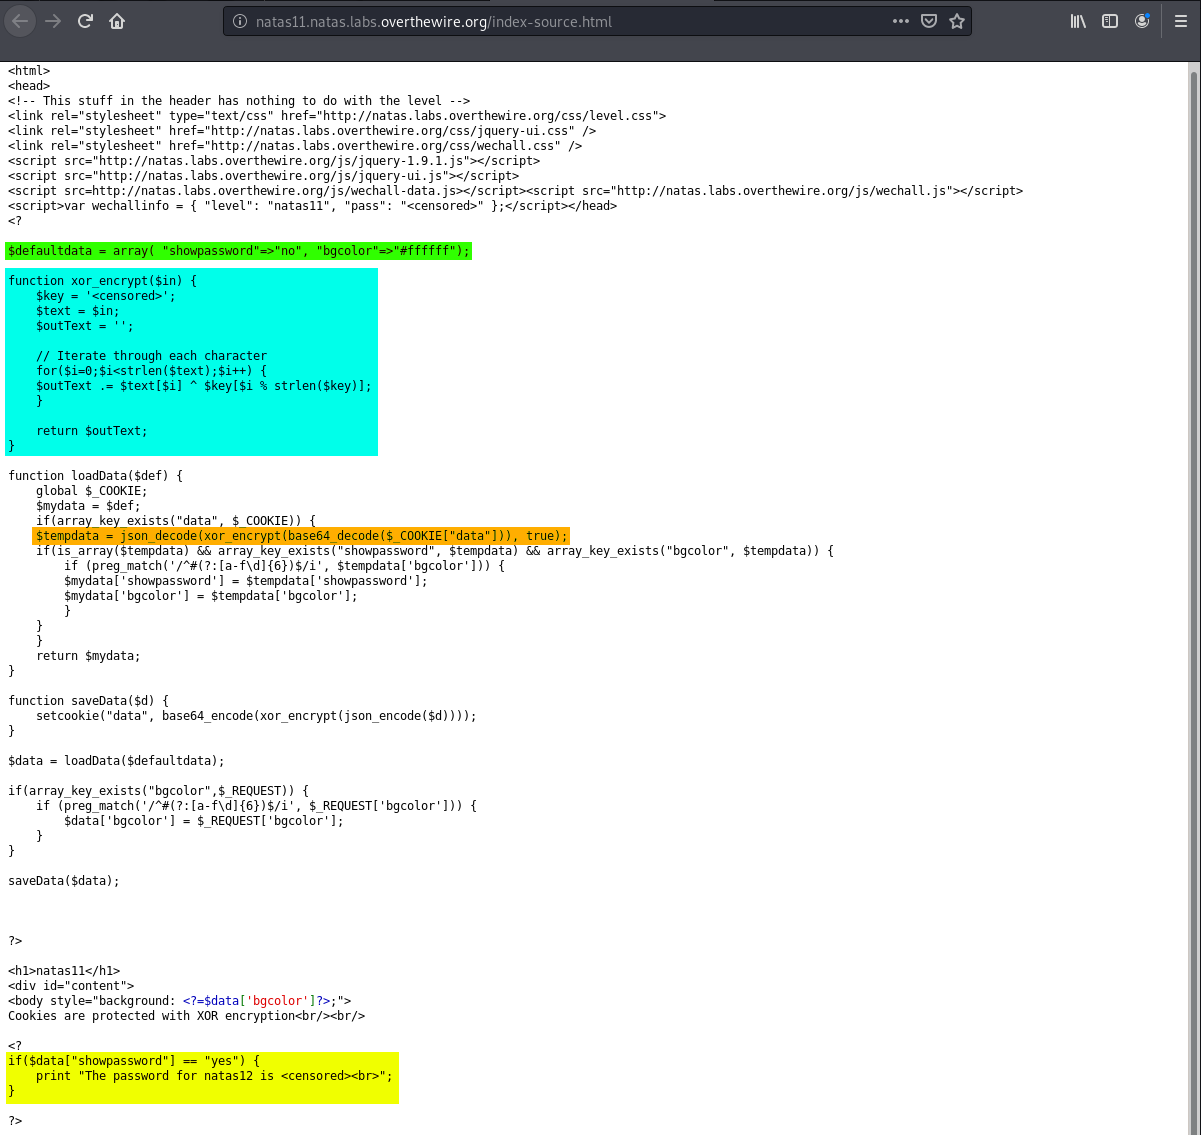 natas11.natas.labs.overthewire.org/index-source.html
<html>
<head>
<!-- This stuff in the header has nothing to do with the level -->
<link rel="stylesheet" type="text/css" href="http://natas.labs.overthewire.org/css/level.css">
<link rel="stylesheet" href="http://natas.labs.overthewire.org/css/jquery-ui.css" />
<link rel="stylesheet" href="http://natas.labs.overthewire.org/css/wechall.css" />
<script src="http://natas.labs.overthewire.org/js/jquery-1.9.1.js"></script>
<script src="http://natas.labs.overthewire.org/js/jquery-ui.js"></script>
<script src=http://natas.labs.overthewire.org/js/wechall-data.js></script><script src="http://natas.labs.overthewire.org/js/wechall.js"></script>
<script>var wechallinfo = { "level": "natas11", "pass": "<censored>" };</script></head>
<?
$defaultdata = array( "showpassword"=>"no", "bgcolor"=>"#ffffff");
function xor_encrypt($in) {
    $key = '<censored>';
    $text = $in;
    $outText = '';
    // Iterate through each character
    for($i=0;$i<strlen($text);$i++) {
    $outText .= $text[$i] ^ $key[$i % strlen($key)];
    }
    return $outText;
}
function loadData($def) {
    global $_COOKIE;
    $mydata = $def;
    if(array_key_exists("data", $_COOKIE)) {
    $tempdata = json_decode(xor_encrypt(base64_decode($_COOKIE["data"])), true);
    if(is_array($tempdata) && array_key_exists("showpassword", $tempdata) && array_key_exists("bgcolor", $tempdata)) {
        if (preg_match('/^#(?:[a-f\d]{6})$/i', $tempdata['bgcolor'])) {
        $mydata['showpassword'] = $tempdata['showpassword'];
        $mydata['bgcolor'] = $tempdata['bgcolor'];
        }
    }
    }
    return $mydata;
}
function saveData($d) {
    setcookie("data", base64_encode(xor_encrypt(json_encode($d))));
}
$data = loadData($defaultdata);
if(array_key_exists("bgcolor",$_REQUEST)) {
    if (preg_match('/^#(?:[a-f\d]{6})$/i', $_REQUEST['bgcolor'])) {
        $data['bgcolor'] = $_REQUEST['bgcolor'];
    }
}
saveData($data);
?>
<h1>natas11</h1>
<div id="content">
<body style="background: <?=$data['bgcolor']?>;">
Cookies are protected with XOR encryption<br/><br/>
<?
if($data["showpassword"] == "yes") {
    print "The password for natas12 is <censored><br>";
}
?>